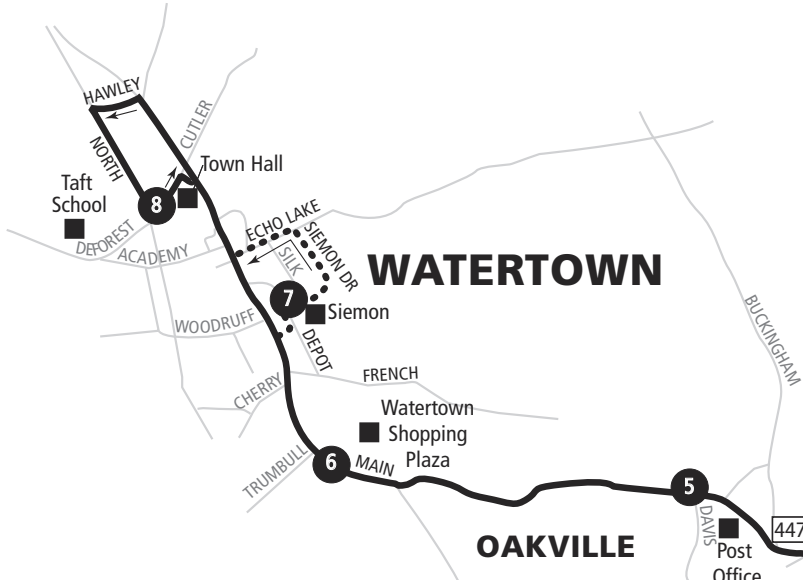 HAWLEY
CUTLER
NORTH
Town Hall
Taft
School
8
DEFOREST
ACADEMY
ECHO LAKE
SIEMON DR
SILK
WATERTOWN
7
Siemon
WOODRUFF
DEPOT
BUCKINGHAM
FRENCH
CHERRY
Watertown
Shopping
Plaza
TRUMBULL
6
MAIN
5
DAVIS
447
OAKVILLE
Post
Office